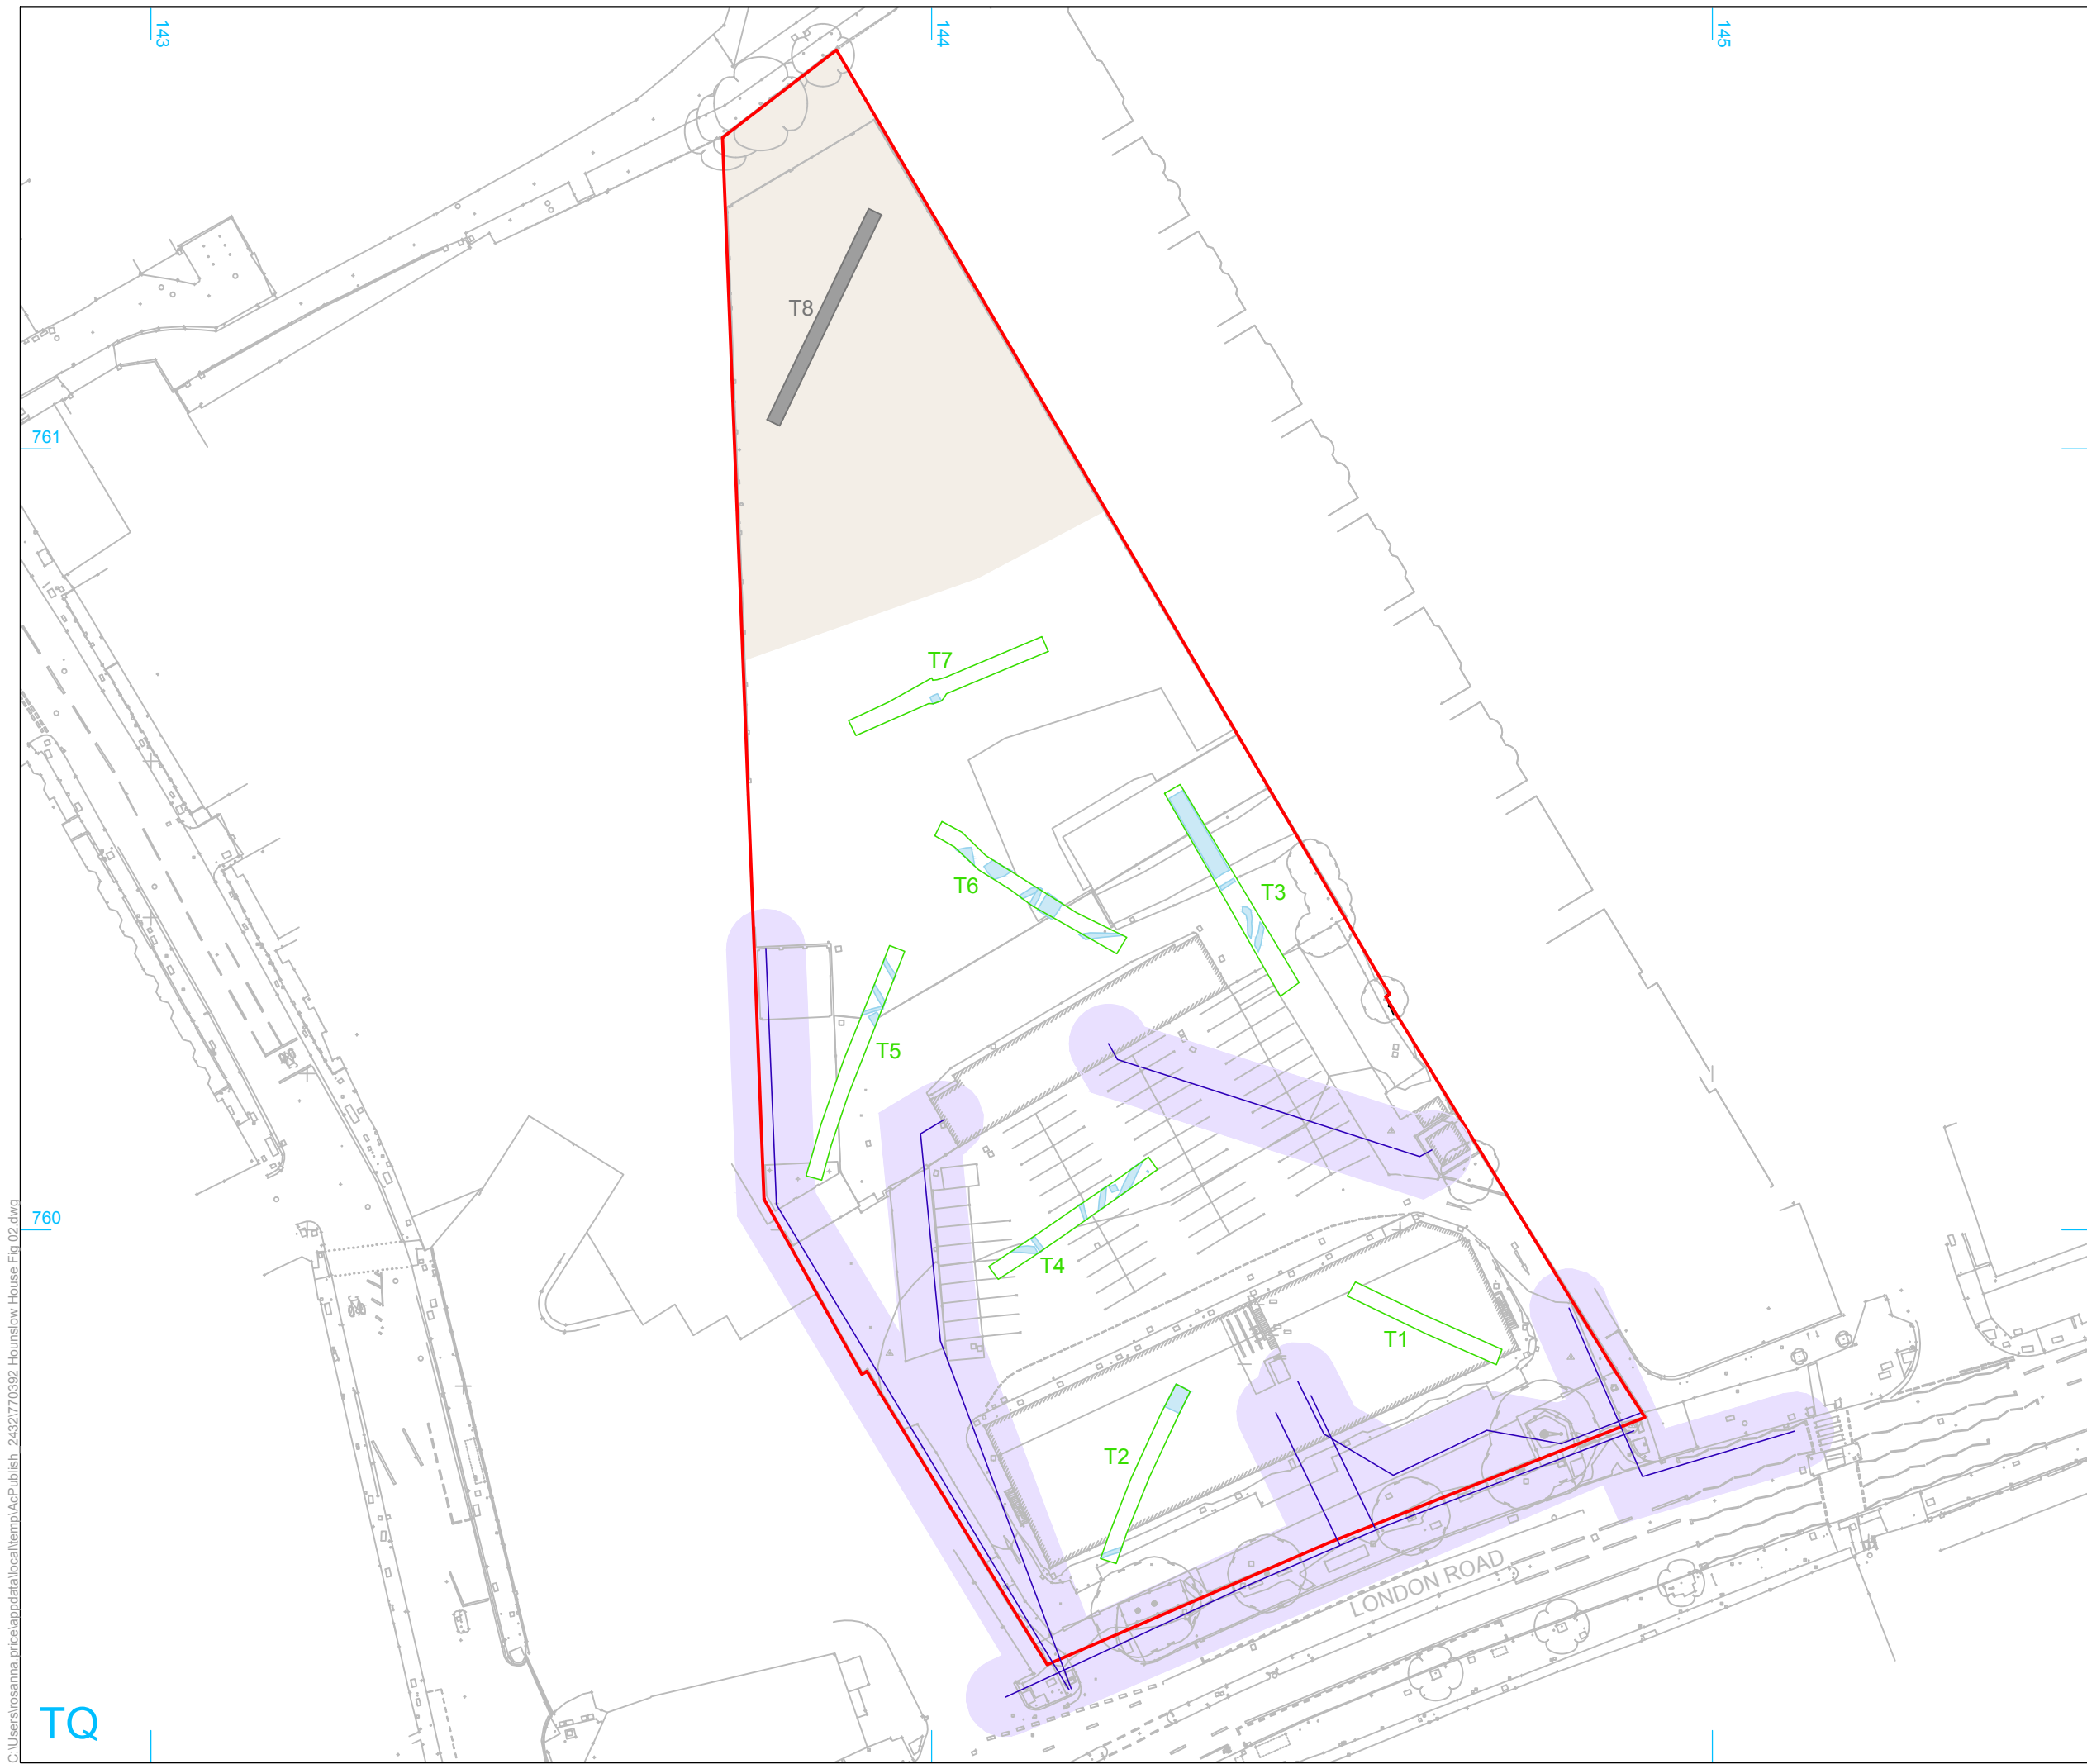 143
144
145
T8
761
T7
T6
T3
T5
760
T4
T1
T2
LONDON ROAD
TQ
C:\Users\rosanna.price\appdata\local\temp\AcPublish_2432\770392 Hounslow House Fig 02.dwg